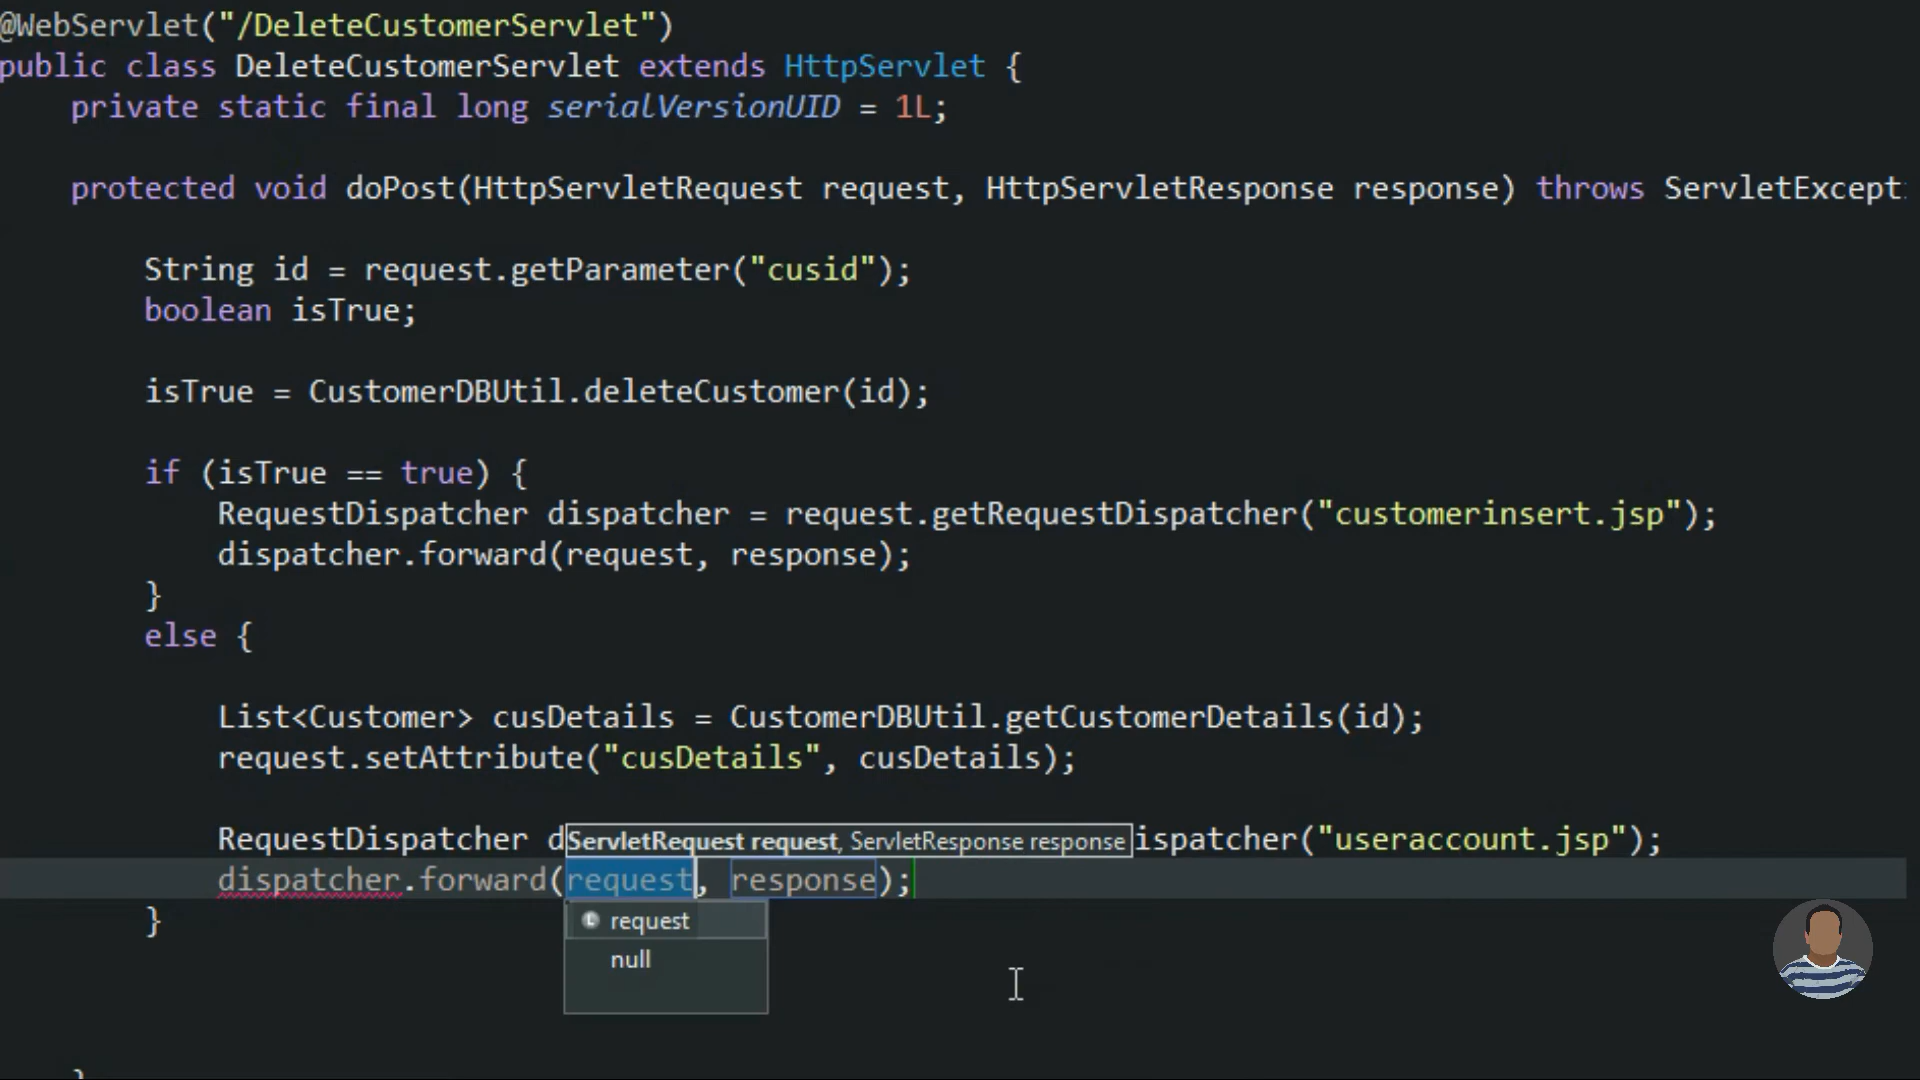 @WebServlet("/DeleteCustomerServlet")
public class DeleteCustomerServlet extends HttpServlet {
private static final long serialVersionUID = 1L;
protected void doPost(HttpServletRequest request, HttpServletResponse response) throws ServletExcepti
String id = request.getParameter("cusid");
boolean isTrue;
isTrue = CustomerDBUtil.deleteCustomer(id);
if (isTrue == true) {
RequestDispatcher dispatcher = request.getRequestDispatcher("customerinsert.jsp");
dispatcher.forward(request, response);
}
else {
List<Customer> cusDetails = CustomerDBUtil.getCustomerDetails(id);
request.setAttribute("cusDetails", cusDetails);
RequestDispatcher d ServletRequest request, ServletResponse response ispatcher("useraccount.jsp");
dispatcher.forward(request, response);
}
request
null
}